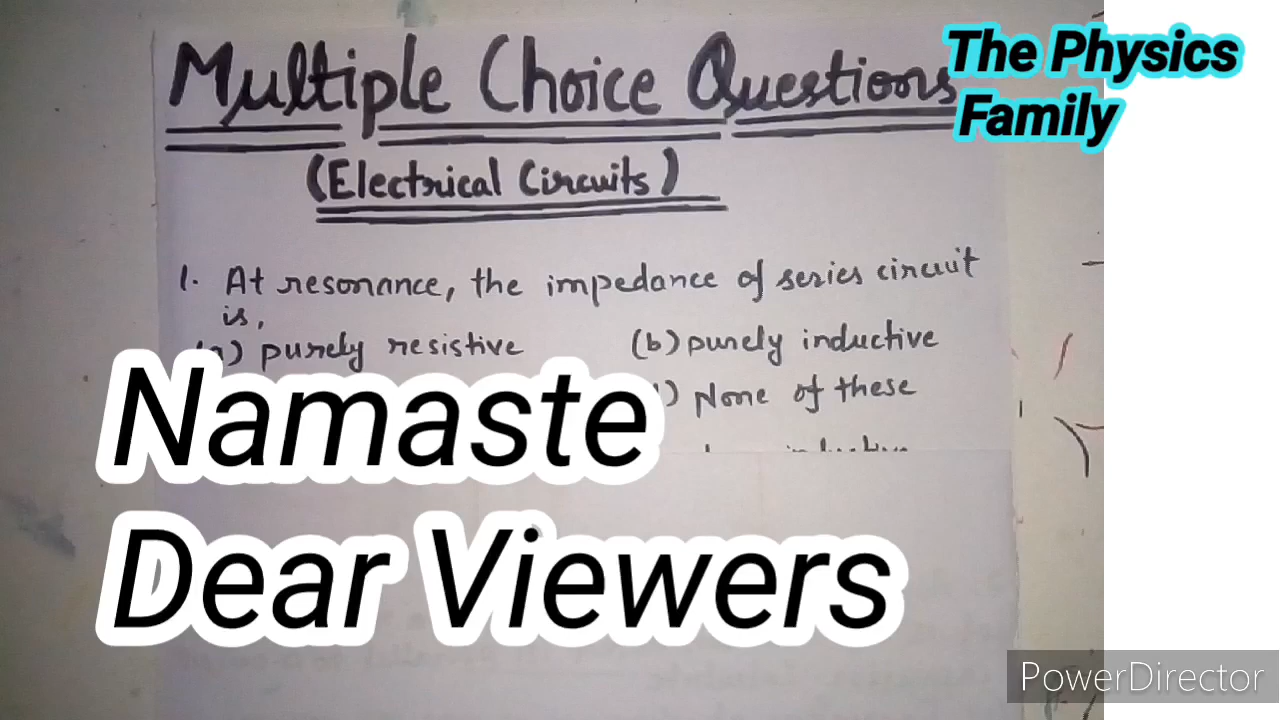 Multiple Choice Questions
The Physics
Family
(Electrical Circuits)
1. At resonance, the impedance of series circuit
is,
(a) purely resistive (b) purely inductive
) None of these
inductive
Namaste
Dear Viewers
PowerDirector